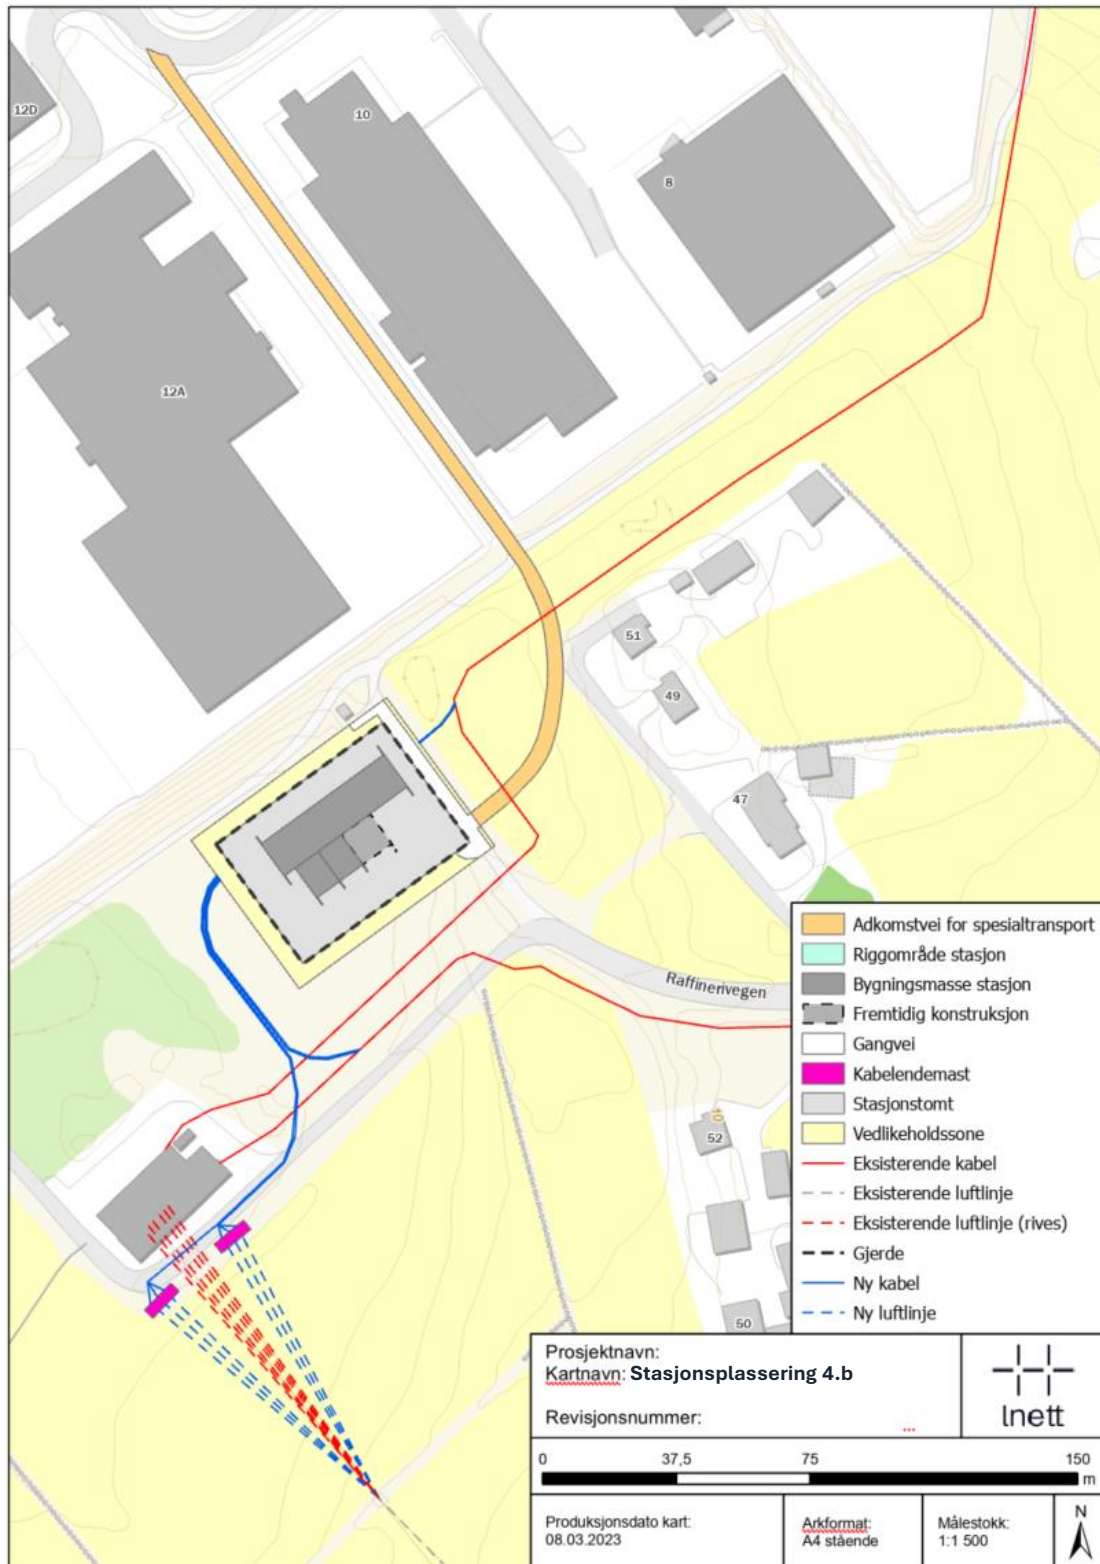 12D
10
8
12A
51
49
47
Raffinerivegen
10
52
50
Adkomstvei for spesialtransport
Riggområde stasjon
Bygningsmasse stasjon
Fremtidig konstruksjon
Gangvei
Kabelendemast
Stasjonstomt
Vedlikeholdssone
Eksisterende kabel
Eksisterende luftlinje
Eksisterende luftlinje (rives)
Gjerde
Ny kabel
Ny luftlinje
Prosjektnavn:
Kartnavn: Stasjonsplassering 4.b
Revisjonsnummer:
...
lnett
0 37,5 75 150
m
Produksjonsdato kart:
08.03.2023
Arkformat:
A4 stående
Målestokk:
1:1 500
N